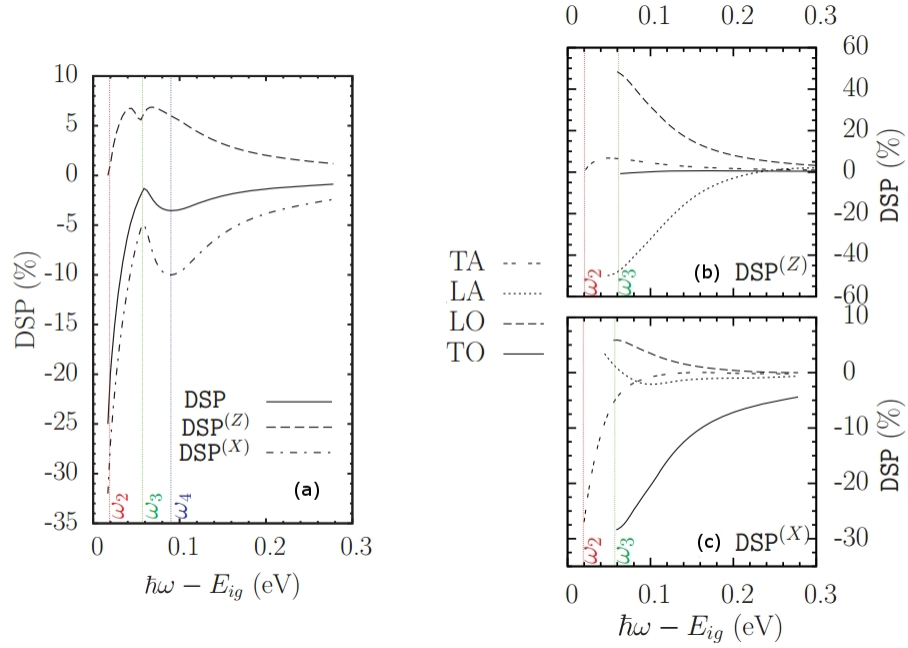 10
5
0
-5
-10
-15
-20
-25
-30
-35
DSP (%)
DSP
DSP^(Z)
DSP^(X)
(a)
ω₂
ω₃
ω₄
0
0.1
0.2
0.3
ħω − E_ig (eV)
TA
LA
LO
TO
0
0.1
0.2
0.3
60
40
20
0
-20
-40
-60
DSP (%)
ω₂
ω₃
(b) DSP^(Z)
10
0
-10
-20
-30
DSP (%)
ω₂
ω₃
(c) DSP^(X)
0
0.1
0.2
0.3
ħω − E_ig (eV)